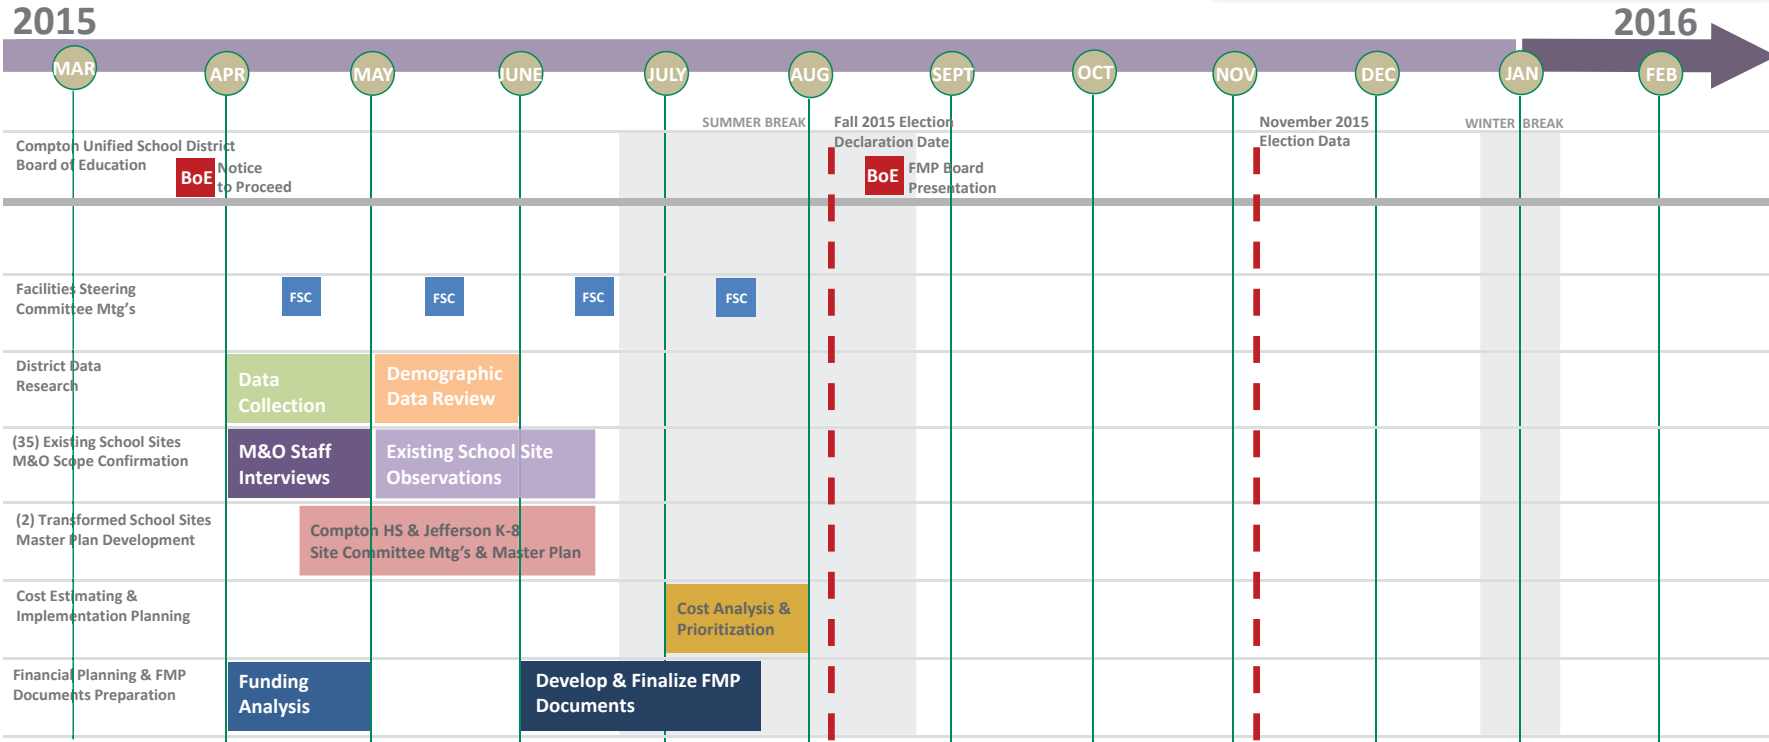 2015
2016
MAR
APR
MAY
JUNE
JULY
AUG
SEPT
OCT
NOV
DEC
JAN
FEB
SUMMER BREAK
Fall 2015 Election
Declaration Date
November 2015
Election Data
WINTER BREAK
Compton Unified School District
Board of Education
BoE
Notice
to Proceed
BoE
FMP Board
Presentation
Facilities Steering
Committee Mtg's
FSC
FSC
FSC
FSC
District Data
Research
Data
Collection
Demographic
Data Review
(35) Existing School Sites
M&O Scope Confirmation
M&O Staff
Interviews
Existing School Site
Observations
(2) Transformed School Sites
Master Plan Development
Compton HS & Jefferson K-8
Site Committee Mtg's & Master Plan
Cost Estimating &
Implementation Planning
Cost Analysis &
Prioritization
Financial Planning & FMP
Documents Preparation
Funding
Analysis
Develop & Finalize FMP
Documents